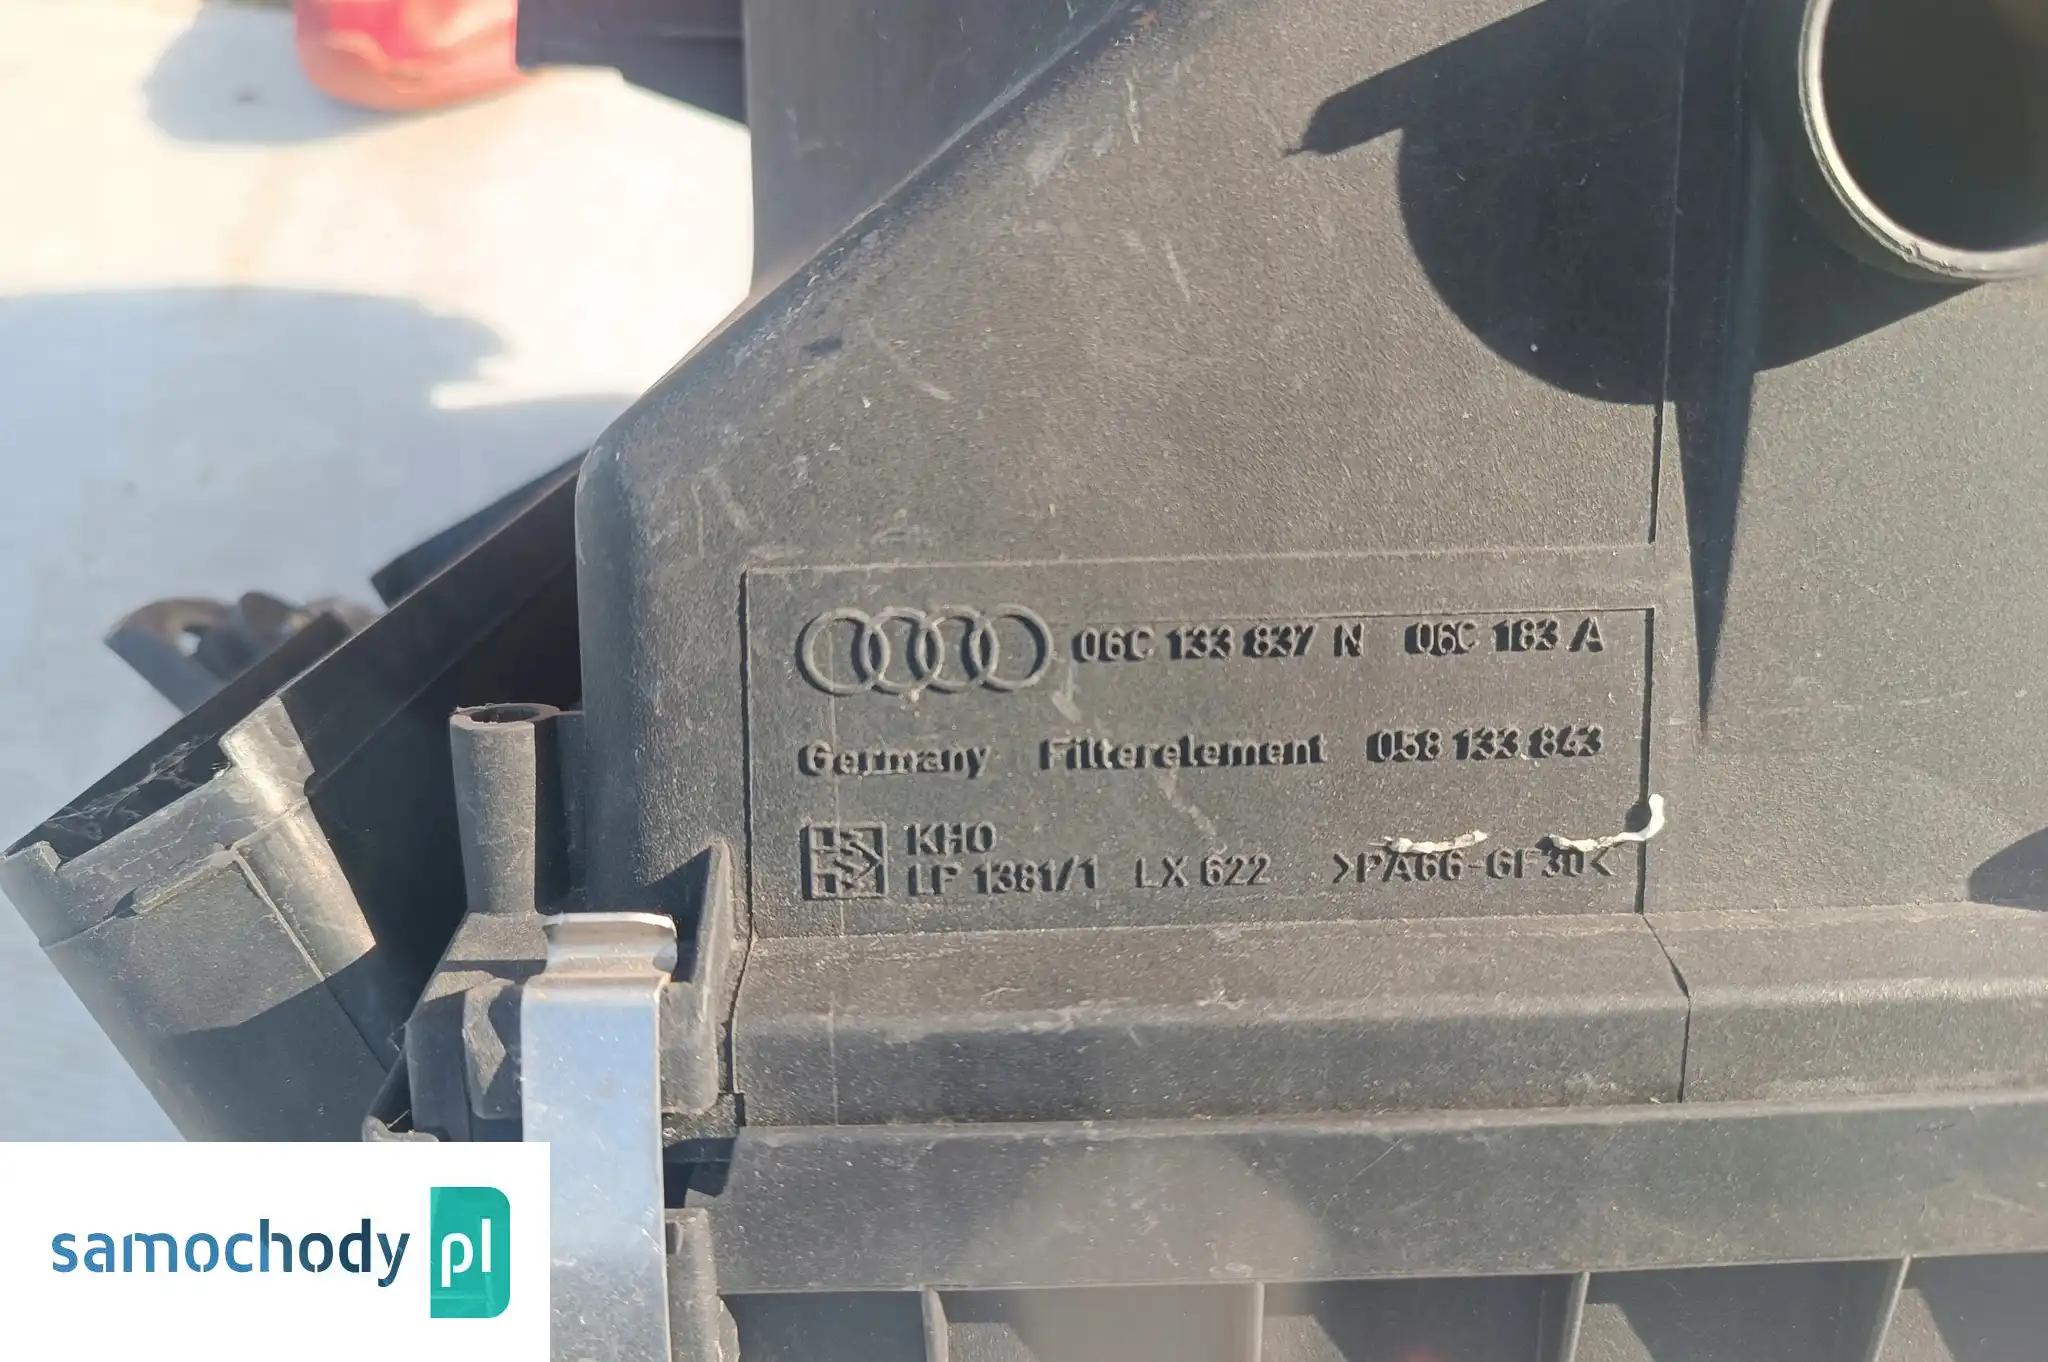 06C 133 837 N 06C 183 A
Germany Filterelement 058 133 843
KHO
LP 1381/1 LX 622 >PA66-GF30<
samochody pl